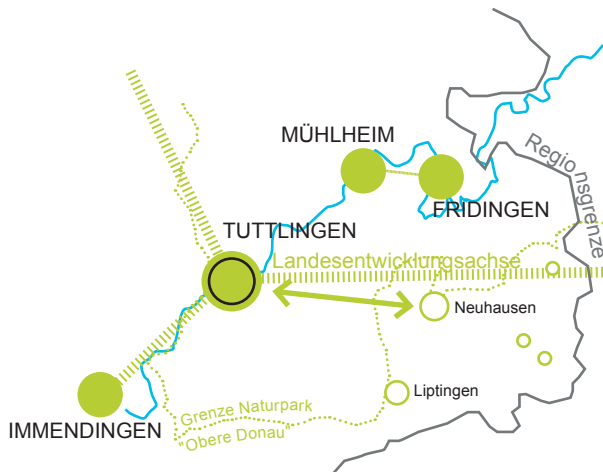 MÜHLHEIM
Regionsgrenze
FRIDINGEN
TUTTLINGEN
Landesentwicklungsachse
Neuhausen
Liptingen
Grenze Naturpark
"Obere Donau"
IMMENDINGEN